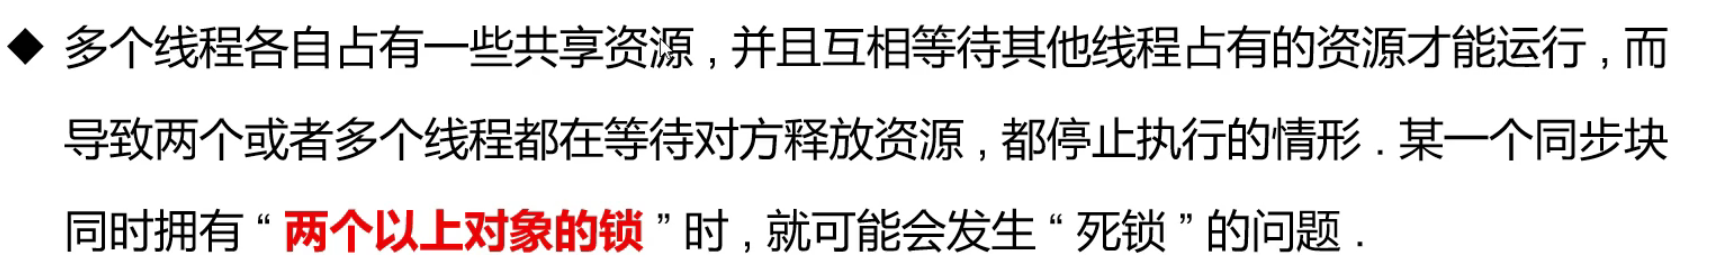 ◆ 多个线程各自占有一些共享资源 , 并且互相等待其他线程占有的资源才能运行 , 而
导致两个或者多个线程都在等待对方释放资源 , 都停止执行的情形 . 某一个同步块
同时拥有 “ 两个以上对象的锁 ” 时 , 就可能会发生 “ 死锁 ” 的问题 .